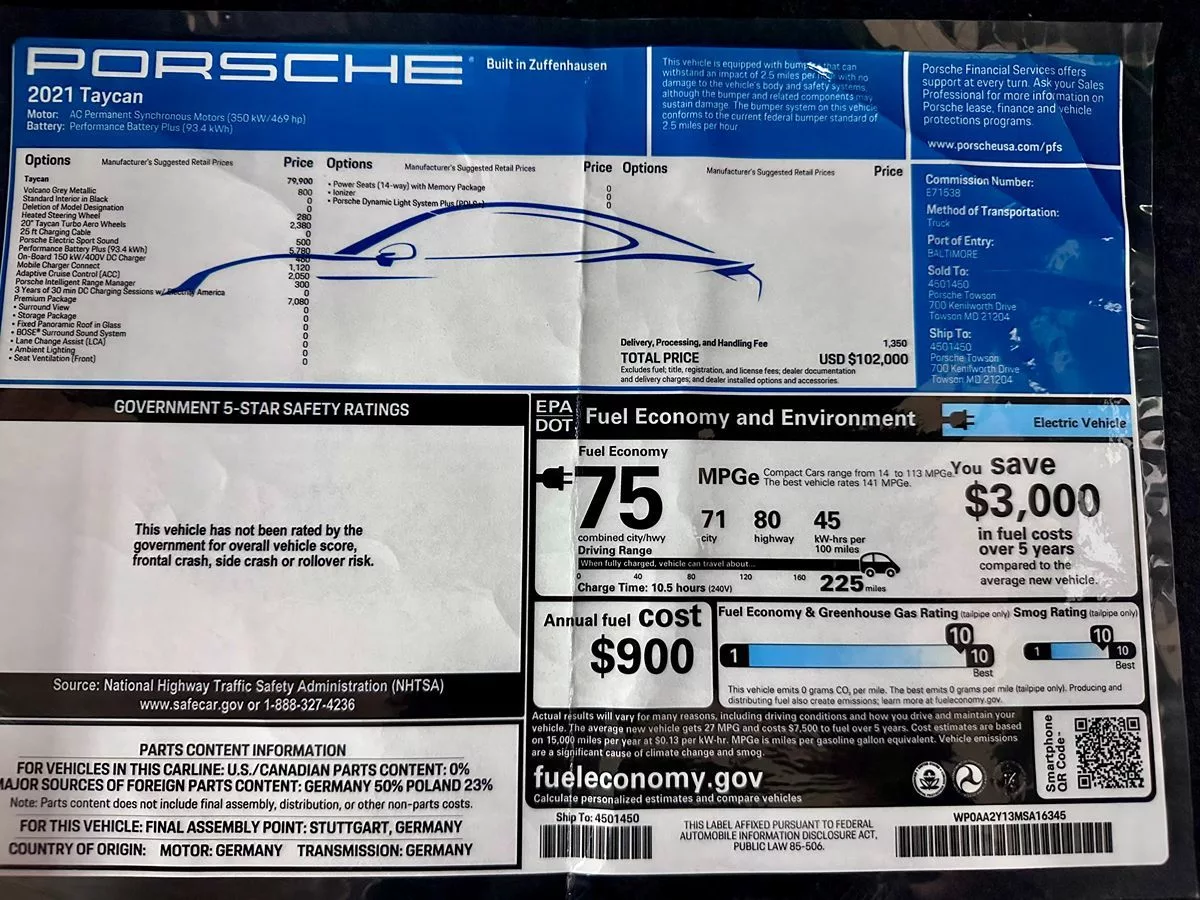 PORSCHE
Built in Zuffenhausen
2021 Taycan
Motor: AC Permanent Synchronous Motors (350 kW/469 hp)
Battery: Performance Battery Plus (93.4 kWh)
This vehicle is equipped with bumpers that can
withstand an impact of 2.5 miles per hour with no
damage to the vehicle's body and safety systems,
although the bumper and related components may
sustain damage. The bumper system on this vehicle
conforms to the current federal bumper standard of
2.5 miles per hour
Porsche Financial Services offers
support at every turn. Ask your Sales
Professional for more information on
Porsche lease, finance and vehicle
protections programs.
www.porscheusa.com/pfs
Options Manufacturer's Suggested Retail Prices Price
Taycan 79,900
Volcano Grey Metallic 800
Standard Interior in Black 0
Deletion of Model Designation 0
Heated Steering Wheel 280
20" Taycan Turbo Aero Wheels 2,380
25 ft Charging Cable 0
Porsche Electric Sport Sound 500
Performance Battery Plus (93.4 kWh) 5,780
On-Board 150 kW/400V DC Charger 460
Mobile Charger Connect 1,120
Adaptive Cruise Control (ACC) 2,050
Porsche Intelligent Range Manager 300
3 Years of 30 min DC Charging Sessions w/ Electrify America 0
Premium Package 7,080
• Surround View 0
• Storage Package 0
• Fixed Panoramic Roof in Glass 0
• BOSE® Surround Sound System 0
• Lane Change Assist (LCA) 0
• Ambient Lighting 0
• Seat Ventilation (Front) 0
Options Manufacturer's Suggested Retail Prices Price
• Power Seats (14-way) with Memory Package 0
• Ionizer 0
• Porsche Dynamic Light System Plus (PDLS+) 0
Options Manufacturer's Suggested Retail Prices Price
Delivery, Processing, and Handling Fee 1,350
TOTAL PRICE USD $102,000
Excludes fuel; title, registration, and license fees; dealer documentation
and delivery charges; and dealer installed options and accessories.
Commission Number:
E71538
Method of Transportation:
Truck
Port of Entry:
BALTIMORE
Sold To:
4501450
Porsche Towson
700 Kenilworth Drive
Towson MD 21204
Ship To:
4501450
Porsche Towson
700 Kenilworth Drive
Towson MD 21204
GOVERNMENT 5-STAR SAFETY RATINGS
This vehicle has not been rated by the
government for overall vehicle score,
frontal crash, side crash or rollover risk.
Source: National Highway Traffic Safety Administration (NHTSA)
www.safecar.gov or 1-888-327-4236
PARTS CONTENT INFORMATION
FOR VEHICLES IN THIS CARLINE: U.S./CANADIAN PARTS CONTENT: 0%
MAJOR SOURCES OF FOREIGN PARTS CONTENT: GERMANY 50% POLAND 23%
Note: Parts content does not include final assembly, distribution, or other non-parts costs.
FOR THIS VEHICLE: FINAL ASSEMBLY POINT: STUTTGART, GERMANY
COUNTRY OF ORIGIN: MOTOR: GERMANY TRANSMISSION: GERMANY
EPA
DOT
Fuel Economy and Environment
Electric Vehicle
Fuel Economy
75
MPGe
Compact Cars range from 14 to 113 MPGe.
The best vehicle rates 141 MPGe.
combined city/hwy
71
city
80
highway
45
kW-hrs per
100 miles
You save
$3,000
in fuel costs
over 5 years
compared to the
average new vehicle.
Driving Range
When fully charged, vehicle can travel about...
0 40 80 120 160
225 miles
Charge Time: 10.5 hours (240V)
Annual fuel cost
$900
Fuel Economy & Greenhouse Gas Rating (tailpipe only)
1 10 10
Best
Smog Rating (tailpipe only)
1 10 10
Best
This vehicle emits 0 grams CO₂ per mile. The best emits 0 grams per mile (tailpipe only). Producing and
distributing fuel also create emissions; learn more at fueleconomy.gov.
Actual results will vary for many reasons, including driving conditions and how you drive and maintain your
vehicle. The average new vehicle gets 27 MPG and costs $7,500 to fuel over 5 years. Cost estimates are based
on 15,000 miles per year at $0.13 per kW-hr. MPGe is miles per gasoline gallon equivalent. Vehicle emissions
are a significant cause of climate change and smog.
fueleconomy.gov
Calculate personalized estimates and compare vehicles
Smartphone
QR Code™
Ship To: 4501450
THIS LABEL AFFIXED PURSUANT TO FEDERAL
AUTOMOBILE INFORMATION DISCLOSURE ACT,
PUBLIC LAW 85-506.
WP0AA2Y13MSA16345